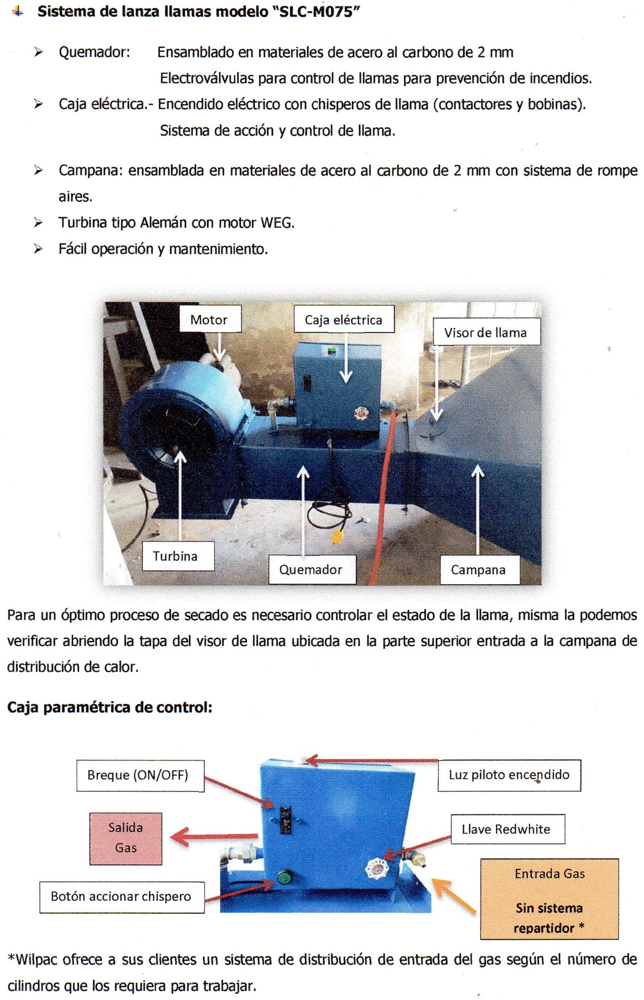 Sistema de lanza llamas modelo “SLC-M075”
➢ Quemador: Ensamblado en materiales de acero al carbono de 2 mm
Electroválvulas para control de llamas para prevención de incendios.
➢ Caja eléctrica.- Encendido eléctrico con chisperos de llama (contactores y bobinas).
Sistema de acción y control de llama.
➢ Campana: ensamblada en materiales de acero al carbono de 2 mm con sistema de rompe
aires.
➢ Turbina tipo Alemán con motor WEG.
➢ Fácil operación y mantenimiento.
Motor
Caja eléctrica
Visor de llama
Turbina
Quemador
Campana
Para un óptimo proceso de secado es necesario controlar el estado de la llama, misma la podemos
verificar abriendo la tapa del visor de llama ubicada en la parte superior entrada a la campana de
distribución de calor.
Caja paramétrica de control:
Breque (ON/OFF)
Luz piloto encendido
Salida
Gas
Llave Redwhite
Entrada Gas
Sin sistema
repartidor *
Botón accionar chispero
*Wilpac ofrece a sus clientes un sistema de distribución de entrada del gas según el número de
cilindros que los requiera para trabajar.